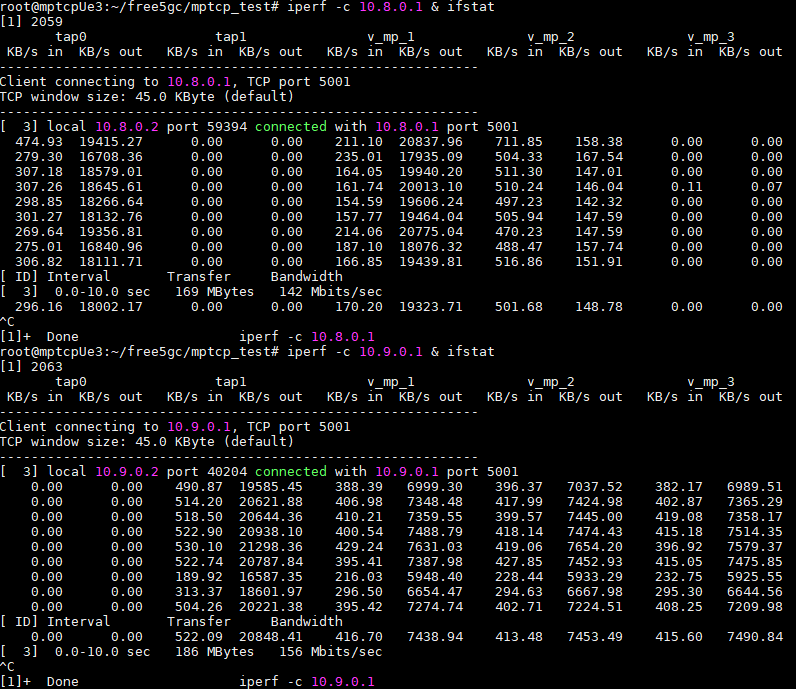 root@mptcpUe3:~/free5gc/mptcp_test# iperf -c 10.8.0.1 & ifstat
[1] 2059
       tap0                tap1               v_mp_1              v_mp_2              v_mp_3
 KB/s in  KB/s out   KB/s in  KB/s out   KB/s in  KB/s out   KB/s in  KB/s out   KB/s in  KB/s out
------------------------------------------------------------
Client connecting to 10.8.0.1, TCP port 5001
TCP window size: 45.0 KByte (default)
------------------------------------------------------------
[  3] local 10.8.0.2 port 59394 connected with 10.8.0.1 port 5001
  474.93  19415.27      0.00      0.00    211.10  20837.96    711.85    158.38      0.00      0.00
  279.30  16708.36      0.00      0.00    235.01  17935.09    504.33    167.54      0.00      0.00
  307.18  18579.01      0.00      0.00    164.05  19940.20    511.30    147.01      0.00      0.00
  307.26  18645.61      0.00      0.00    161.74  20013.10    510.24    146.04      0.11      0.07
  298.85  18266.64      0.00      0.00    154.59  19606.24    497.23    142.32      0.00      0.00
  301.27  18132.76      0.00      0.00    157.77  19464.04    505.94    147.59      0.00      0.00
  269.64  19356.81      0.00      0.00    214.06  20775.04    470.23    147.59      0.00      0.00
  275.01  16840.96      0.00      0.00    187.10  18076.32    488.47    157.74      0.00      0.00
  306.82  18111.71      0.00      0.00    166.85  19439.81    516.86    151.91      0.00      0.00
[ ID] Interval       Transfer     Bandwidth
[  3]  0.0-10.0 sec   169 MBytes   142 Mbits/sec
  296.16  18002.17      0.00      0.00    170.20  19323.71    501.68    148.78      0.00      0.00
^C
[1]+  Done                    iperf -c 10.8.0.1
root@mptcpUe3:~/free5gc/mptcp_test# iperf -c 10.9.0.1 & ifstat
[1] 2063
       tap0                tap1               v_mp_1              v_mp_2              v_mp_3
 KB/s in  KB/s out   KB/s in  KB/s out   KB/s in  KB/s out   KB/s in  KB/s out   KB/s in  KB/s out
------------------------------------------------------------
Client connecting to 10.9.0.1, TCP port 5001
TCP window size: 45.0 KByte (default)
------------------------------------------------------------
[  3] local 10.9.0.2 port 40204 connected with 10.9.0.1 port 5001
    0.00      0.00    490.87  19585.45    388.39   6999.30    396.37   7037.52    382.17   6989.51
    0.00      0.00    514.20  20621.88    406.98   7348.48    417.99   7424.98    402.87   7365.29
    0.00      0.00    518.50  20644.36    410.21   7359.55    399.57   7445.00    419.08   7358.17
    0.00      0.00    522.90  20938.10    400.54   7488.79    418.14   7474.43    415.18   7514.35
    0.00      0.00    530.10  21298.36    429.24   7631.03    419.06   7654.20    396.92   7579.37
    0.00      0.00    522.74  20787.84    395.41   7387.98    427.85   7452.93    415.05   7475.85
    0.00      0.00    189.92  16587.35    216.03   5948.40    228.44   5933.29    232.75   5925.55
    0.00      0.00    313.37  18601.97    296.50   6654.47    294.63   6667.98    295.30   6644.56
    0.00      0.00    504.26  20221.38    395.42   7274.74    402.71   7224.51    408.25   7209.98
[ ID] Interval       Transfer     Bandwidth
    0.00      0.00    522.09  20848.41    416.70   7438.94    413.48   7453.49    415.60   7490.84
[  3]  0.0-10.0 sec   186 MBytes   156 Mbits/sec
^C
[1]+  Done                    iperf -c 10.9.0.1